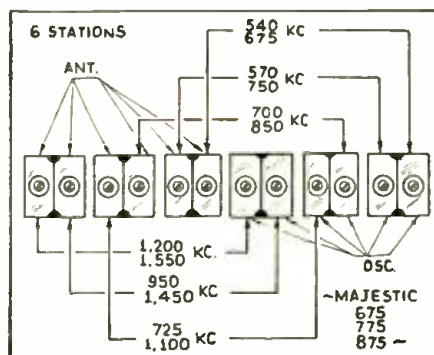 6 STATIONS
540
675 KC
ANT.
570
750 KC
700
850 KC
1,200
1,550 KC.
950
1,450 KC
725
1,100 KC
OSC.
~MAJESTIC
675
775
875~